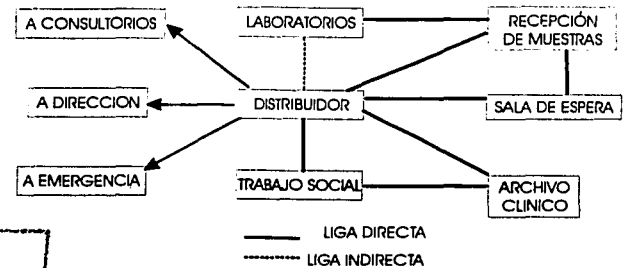 A CONSULTORIOS
LABORATORIOS
RECEPCIÓN
DE MUESTRAS
A DIRECCION
DISTRIBUIDOR
SALA DE ESPERA
A EMERGENCIA
TRABAJO SOCIAL
ARCHIVO
CLINICO
LIGA DIRECTA
LIGA INDIRECTA